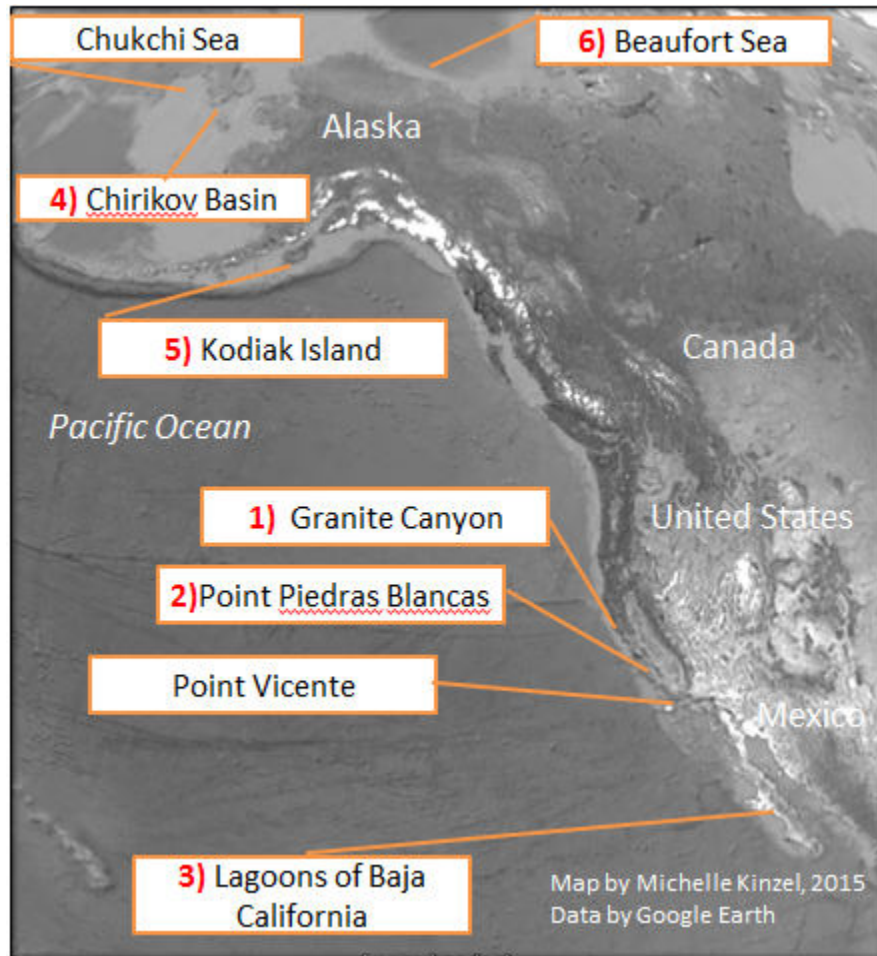 Chukchi Sea
6) Beaufort Sea
Alaska
4) Chirikov Basin
5) Kodiak Island
Canada
Pacific Ocean
1) Granite Canyon
United States
2)Point Piedras Blancas
Point Vicente
Mexico
3) Lagoons of Baja
California
Map by Michelle Kinzel, 2015
Data by Google Earth